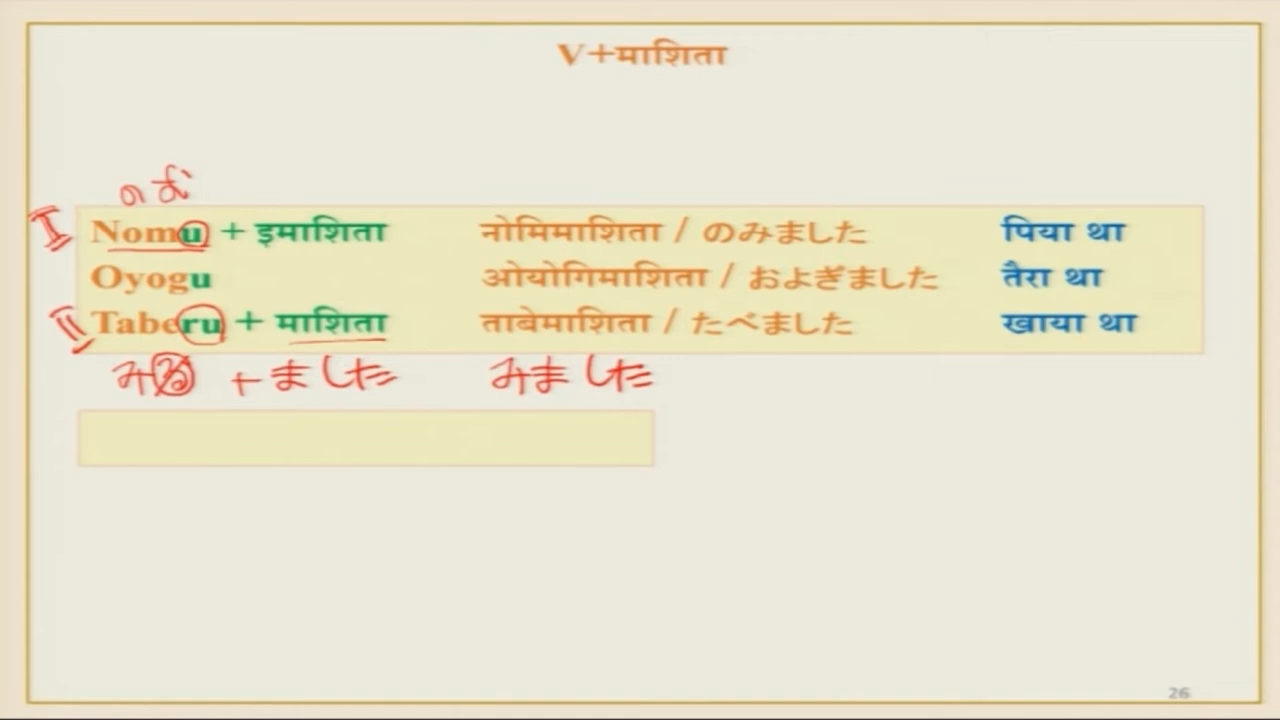 V+माशिता
のむ
I Nomu + इमाशिता नोमिमाशिता / のみました पिया था
Oyogu ओयोगिमाशिता / およぎました तैरा था
II Taberu + माशिता ताबेमाशिता / たべました खाया था
みる + ました みました
26